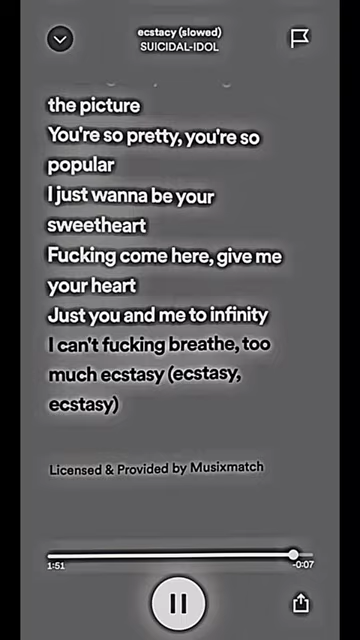 ecstacy (slowed)
SUICIDAL-IDOL
the picture
You're so pretty, you're so
popular
I just wanna be your
sweetheart
Fucking come here, give me
your heart
Just you and me to infinity
I can't fucking breathe, too
much ecstasy (ecstasy,
ecstasy)
Licensed & Provided by Musixmatch
1:51
-0:07